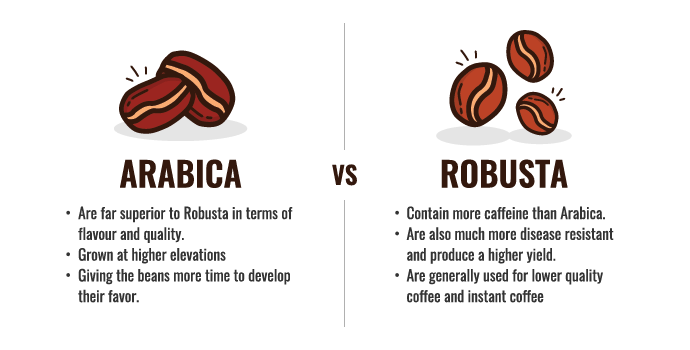 ARABICA
• Are far superior to Robusta in terms of
flavour and quality.
• Grown at higher elevations
• Giving the beans more time to develop
their favor.
VS
ROBUSTA
• Contain more caffeine than Arabica.
• Are also much more disease resistant
and produce a higher yield.
• Are generally used for lower quality
coffee and instant coffee